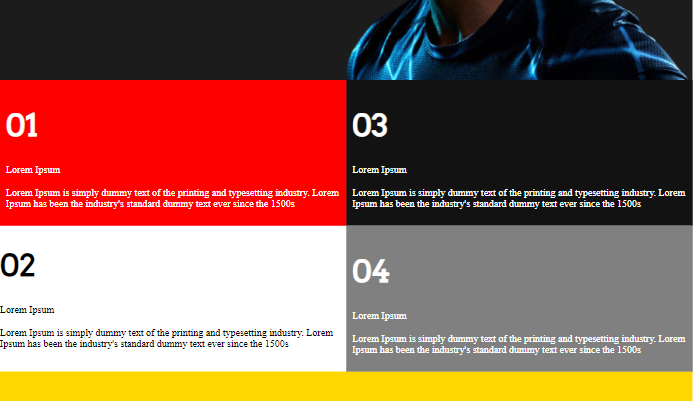 01
Lorem Ipsum
Lorem Ipsum is simply dummy text of the printing and typesetting industry. Lorem
Ipsum has been the industry's standard dummy text ever since the 1500s
03
Lorem Ipsum
Lorem Ipsum is simply dummy text of the printing and typesetting industry. Lorem
Ipsum has been the industry's standard dummy text ever since the 1500s
02
Lorem Ipsum
Lorem Ipsum is simply dummy text of the printing and typesetting industry. Lorem
Ipsum has been the industry's standard dummy text ever since the 1500s
04
Lorem Ipsum
Lorem Ipsum is simply dummy text of the printing and typesetting industry. Lorem
Ipsum has been the industry's standard dummy text ever since the 1500s